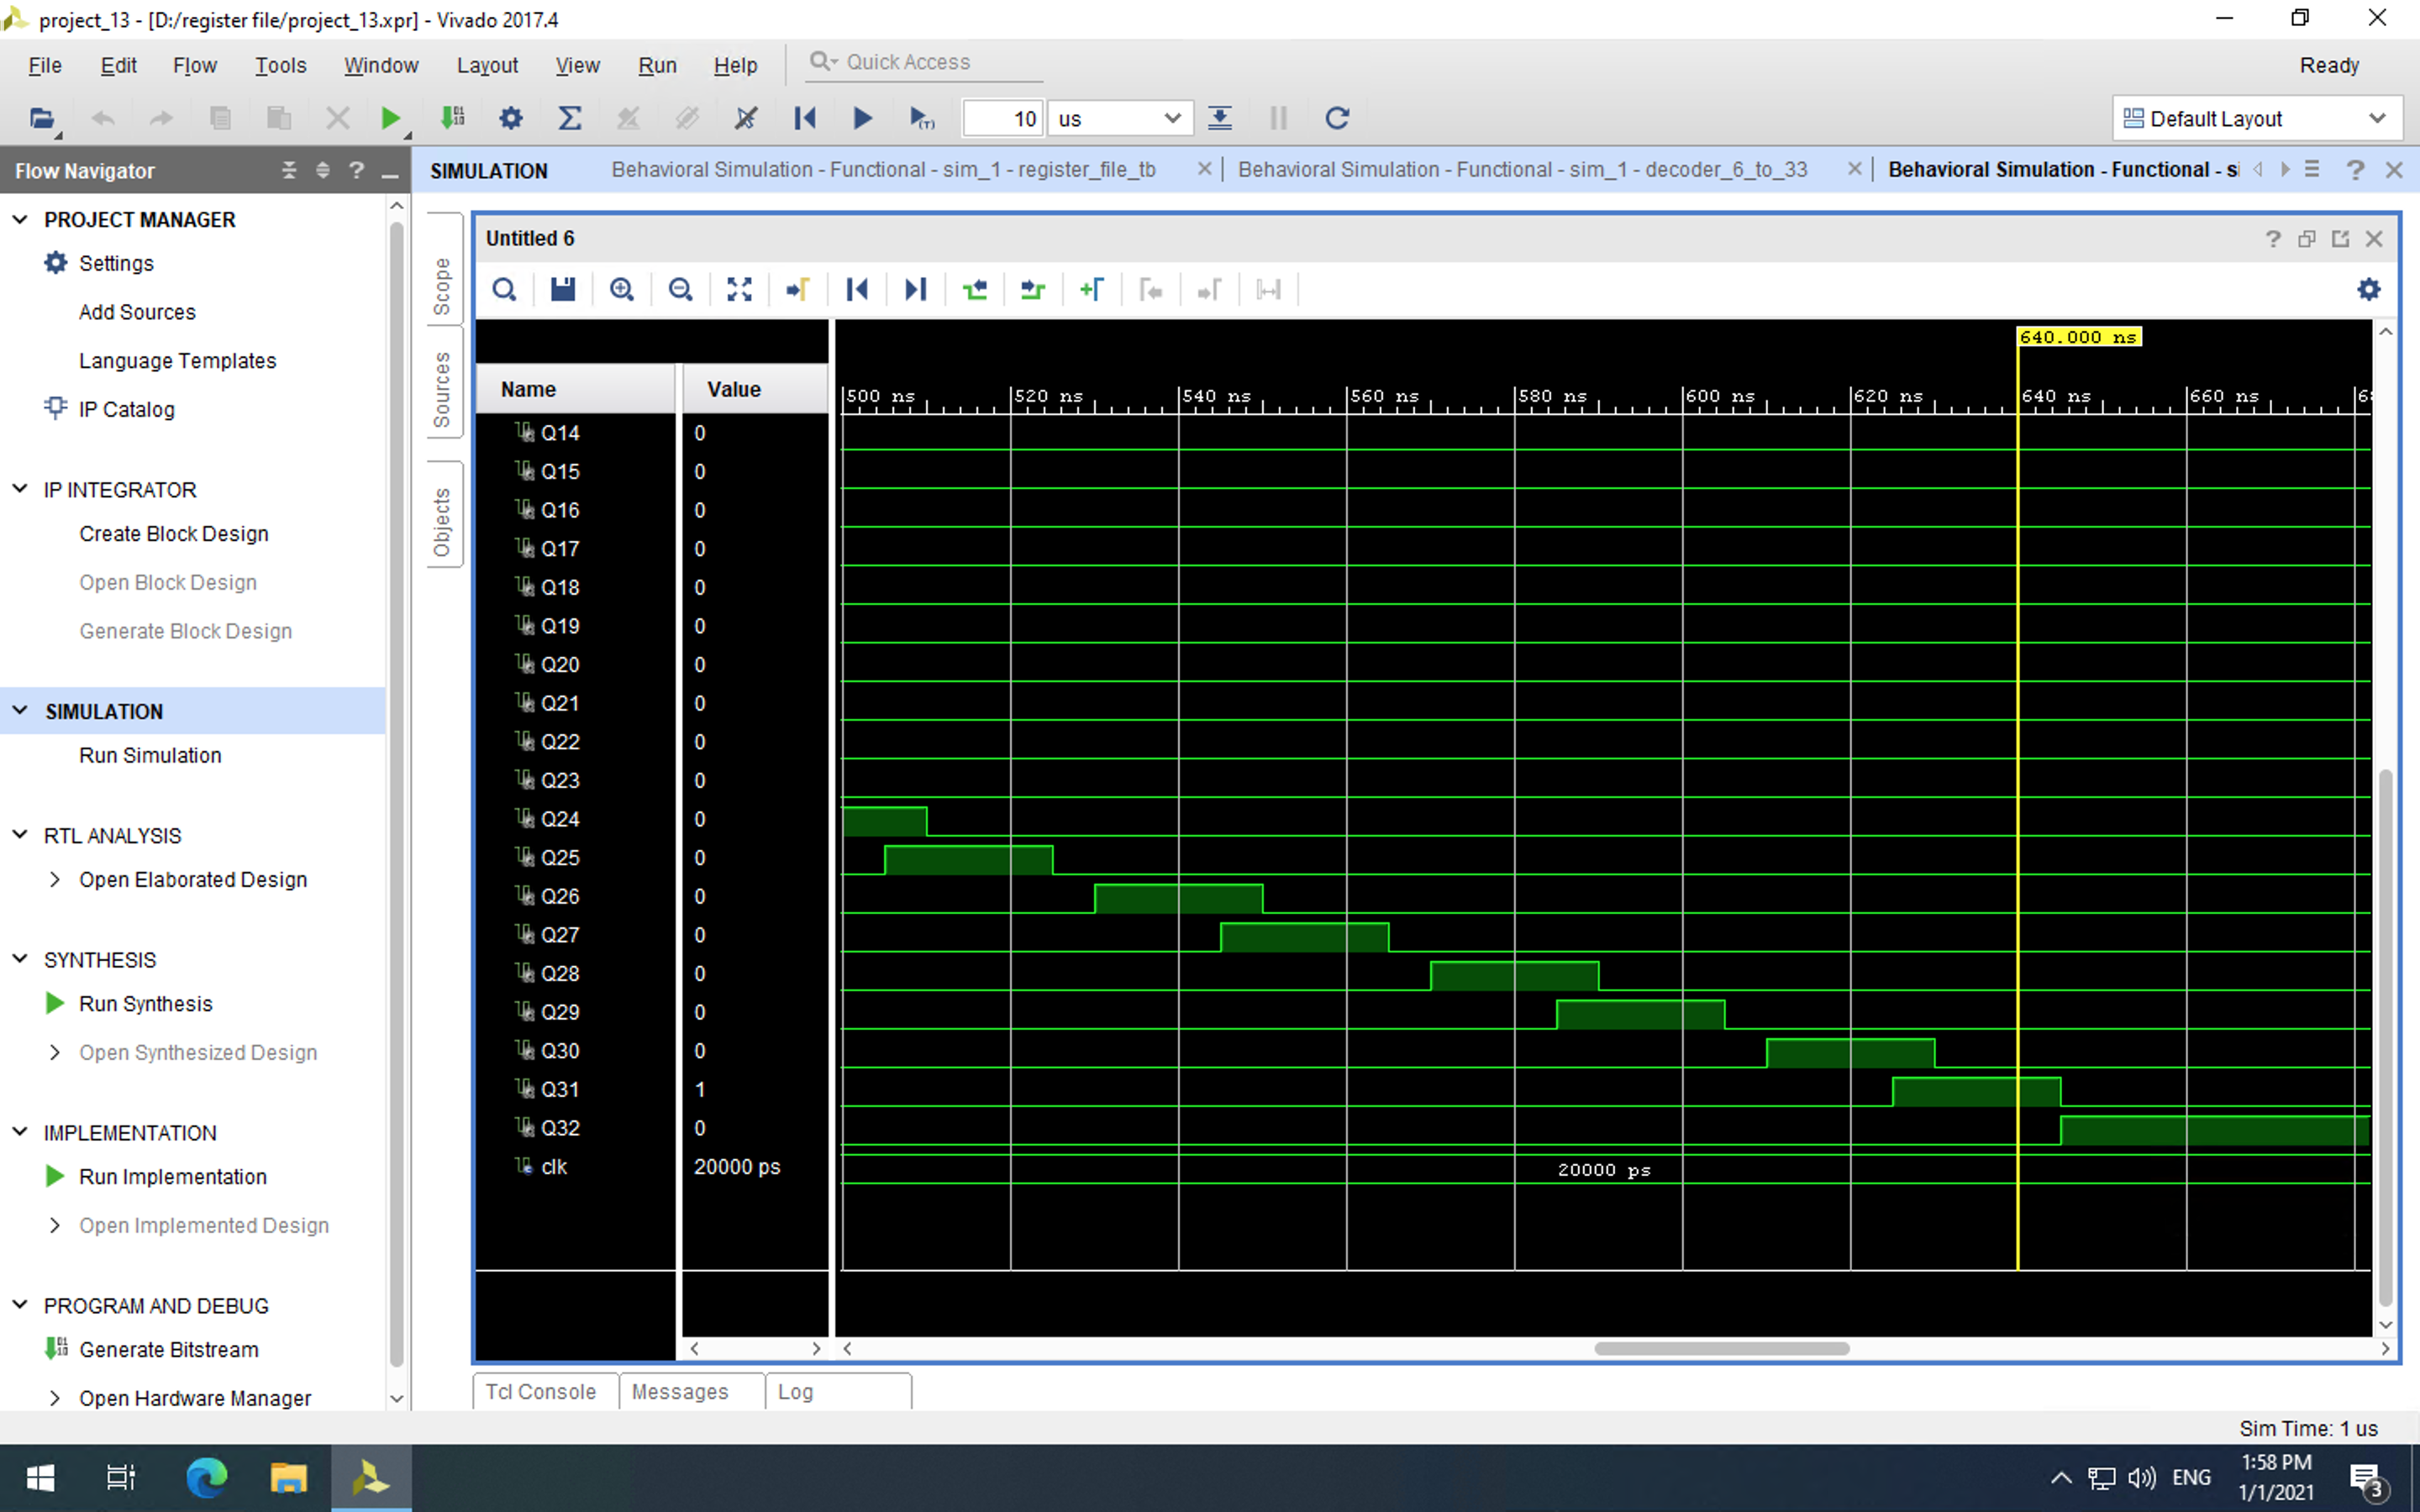 project_13 - [D:/register file/project_13.xpr] - Vivado 2017.4
File Edit Flow Tools Window Layout View Run Help Quick Access Ready
10 us Default Layout
Flow Navigator
SIMULATION Behavioral Simulation - Functional - sim_1 - register_file_tb Behavioral Simulation - Functional - sim_1 - decoder_6_to_33 Behavioral Simulation - Functional - si
PROJECT MANAGER
Settings
Add Sources
Language Templates
IP Catalog
IP INTEGRATOR
Create Block Design
Open Block Design
Generate Block Design
SIMULATION
Run Simulation
RTL ANALYSIS
Open Elaborated Design
SYNTHESIS
Run Synthesis
Open Synthesized Design
IMPLEMENTATION
Run Implementation
Open Implemented Design
PROGRAM AND DEBUG
Generate Bitstream
Open Hardware Manager
Scope
Sources
Objects
Untitled 6
640.000 ns
Name Value
500 ns 520 ns 540 ns 560 ns 580 ns 600 ns 620 ns 640 ns 660 ns
Q14 0
Q15 0
Q16 0
Q17 0
Q18 0
Q19 0
Q20 0
Q21 0
Q22 0
Q23 0
Q24 0
Q25 0
Q26 0
Q27 0
Q28 0
Q29 0
Q30 0
Q31 1
Q32 0
clk 20000 ps 20000 ps
Tcl Console Messages Log
Sim Time: 1 us
ENG
1:58 PM
1/1/2021
3